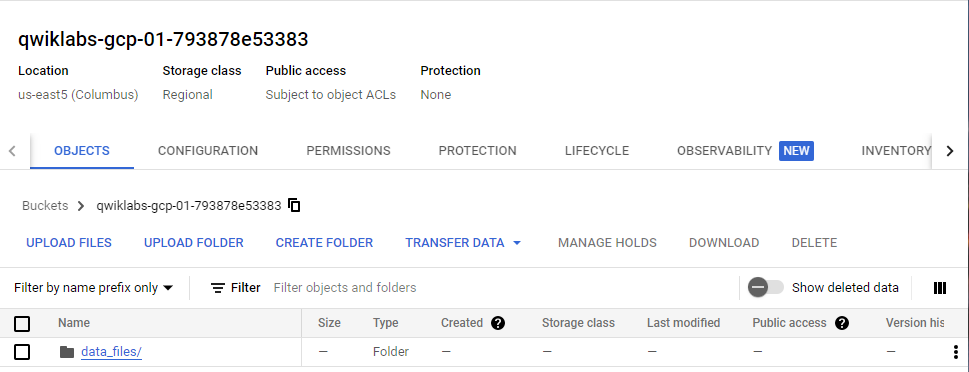 qwiklabs-gcp-01-793878e53383
Location Storage class Public access Protection
us-east5 (Columbus) Regional Subject to object ACLs None
OBJECTS CONFIGURATION PERMISSIONS PROTECTION LIFECYCLE OBSERVABILITY NEW INVENTORY
Buckets > qwiklabs-gcp-01-793878e53383
UPLOAD FILES UPLOAD FOLDER CREATE FOLDER TRANSFER DATA MANAGE HOLDS DOWNLOAD DELETE
Filter by name prefix only Filter Filter objects and folders Show deleted data
Name Size Type Created Storage class Last modified Public access Version his
data_files/ — Folder — — — — —